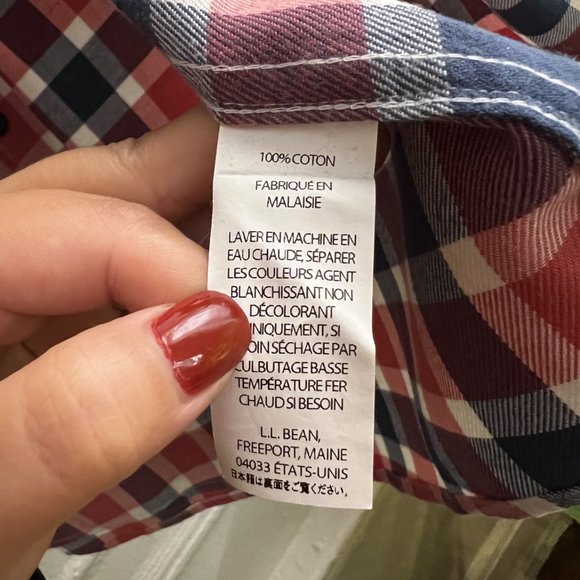 100% COTON
FABRIQUÉ EN
MALAISIE
LAVER EN MACHINE EN
EAU CHAUDE, SÉPARER
LES COULEURS AGENT
BLANCHISSANT NON
DÉCOLORANT
UNIQUEMENT, SI
SÉCHAGE PAR
CULBUTAGE BASSE
TEMPÉRATURE FER
CHAUD SI BESOIN
L.L. BEAN,
FREEPORT, MAINE
04033 ÉTATS-UNIS
日本語は裏面をご覧ください。